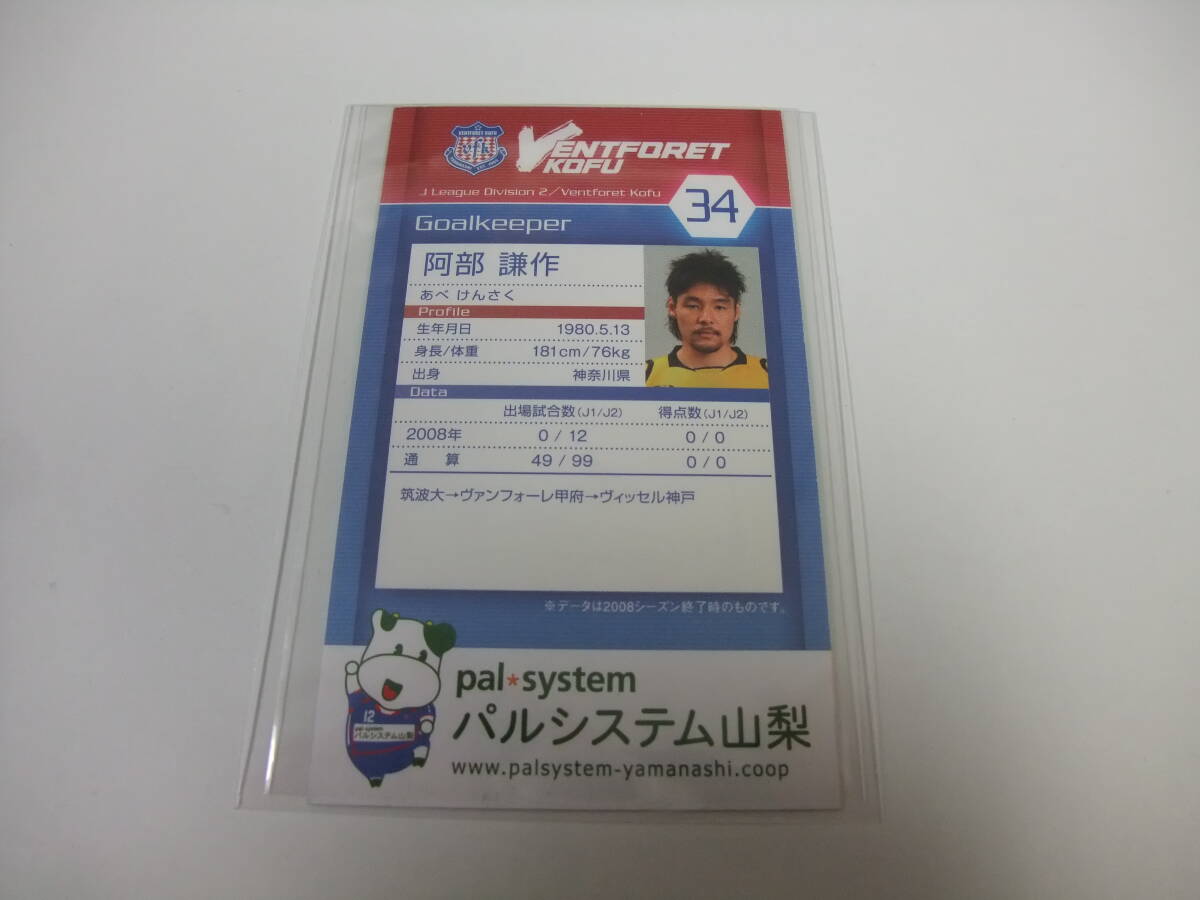 VENTFORET KOFU
vfk
VENTFORET
KOFU
J League Division 2/Ventforet Kofu
34
Goalkeeper
阿部 謙作
あべ けんさく
Profile
生年月日 1980.5.13
身長/体重 181cm/76kg
出身 神奈川県
Data
出場試合数(J1/J2) 得点数(J1/J2)
2008年 0 / 12 0 / 0
通 算 49 / 99 0 / 0
筑波大→ヴァンフォーレ甲府→ヴィッセル神戸
※データは2008シーズン終了時のものです。
12
pal*system
パルシステム山梨
pal*system
パルシステム山梨
www.palsystem-yamanashi.coop